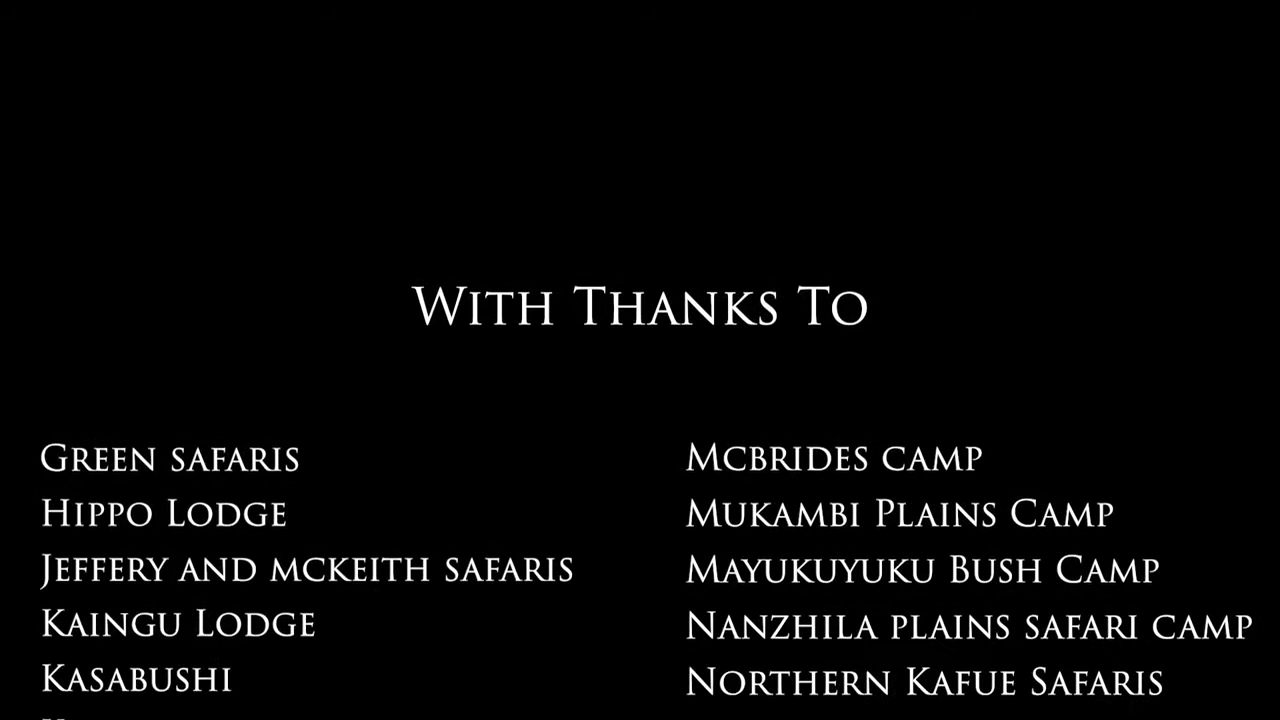 With Thanks To
Green safaris
Hippo Lodge
Jeffery and mckeith safaris
Kaingu Lodge
Kasabushi
Mcbrides camp
Mukambi Plains Camp
Mayukuyuku Bush Camp
Nanzhila plains safari camp
Northern Kafue Safaris